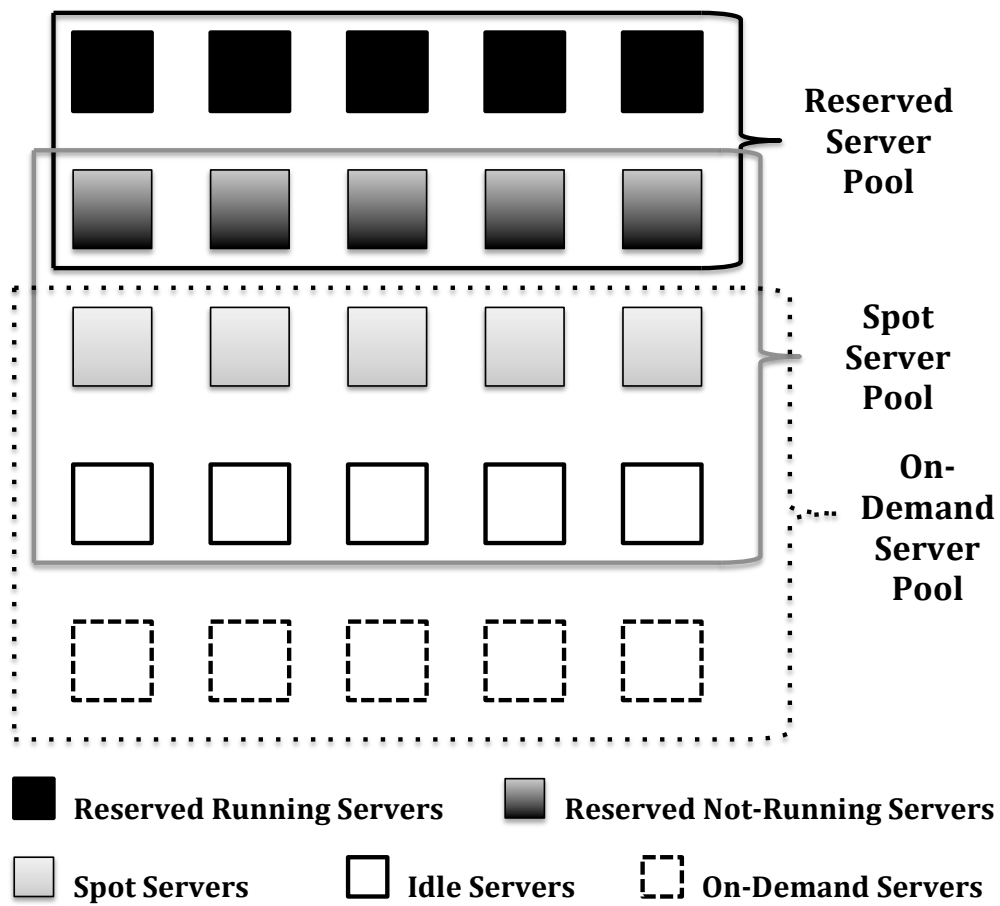 Reserved
Server
Pool
Spot
Server
Pool
On-
Demand
Server
Pool
Reserved Running Servers
Reserved Not-Running Servers
Spot Servers
Idle Servers
On-Demand Servers